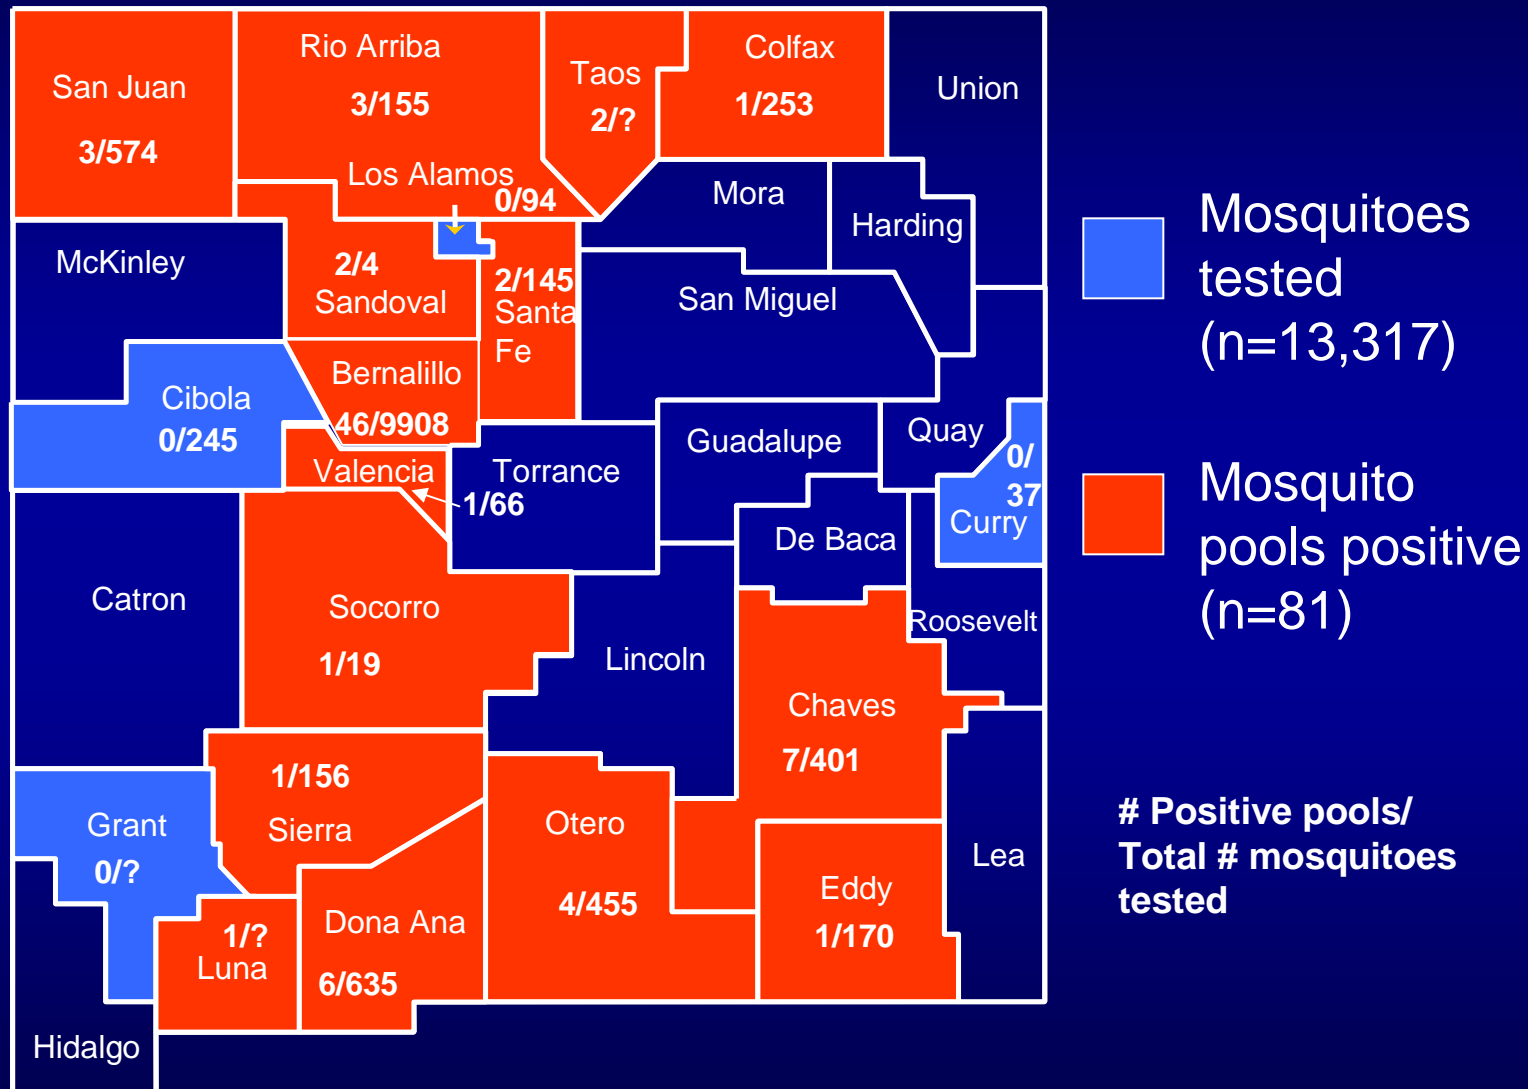 San Juan
3/574
Rio Arriba
3/155
Taos
2/?
Colfax
1/253
Union
Los Alamos
0/94
Mora
Harding
McKinley
2/4
Sandoval
2/145
Santa
Fe
San Miguel
Bernalillo
46/9908
Cibola
0/245
Valencia
1/66
Torrance
Guadalupe
Quay
0/
37
Curry
De Baca
Catron
Socorro
1/19
Lincoln
Roosevelt
Chaves
7/401
1/156
Sierra
Grant
0/?
Otero
4/455
Lea
Eddy
1/170
Dona Ana
6/635
1/?
Luna
Hidalgo
Mosquitoes
tested
(n=13,317)
Mosquito
pools positive
(n=81)
# Positive pools/
Total # mosquitoes
tested